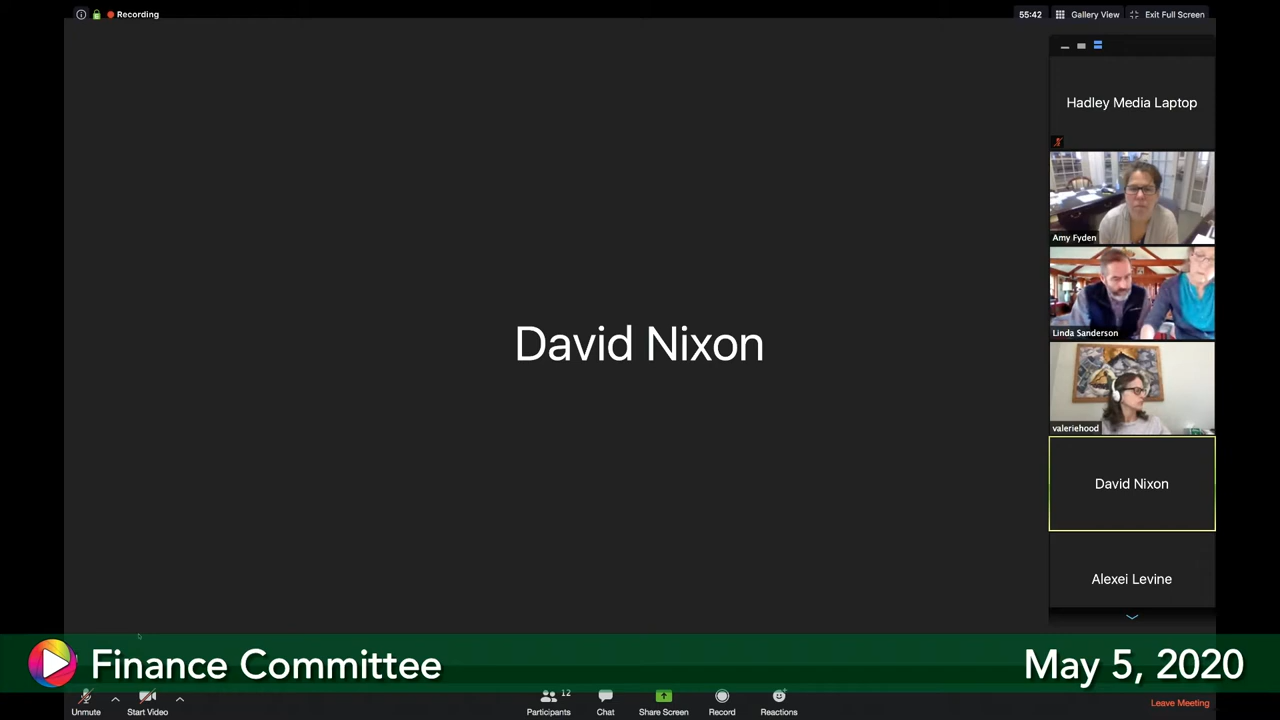 Recording
55:42
Gallery View
Exit Full Screen
Hadley Media Laptop
Amy Fyden
Linda Sanderson
valeriehood
David Nixon
David Nixon
Alexei Levine
Finance Committee
May 5, 2020
Unmute
Start Video
Participants
12
Chat
Share Screen
Record
Reactions
Leave Meeting